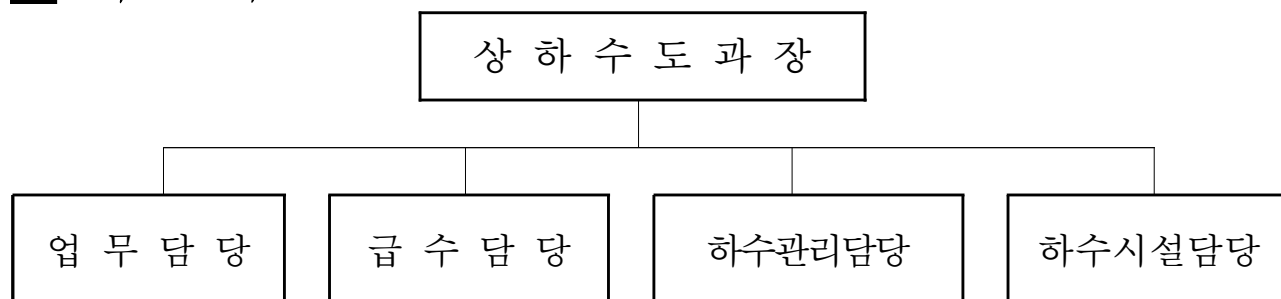 상 하 수 도 과 장
업 무 담 당 급 수 담 당 하수관리담당 하수시설담당